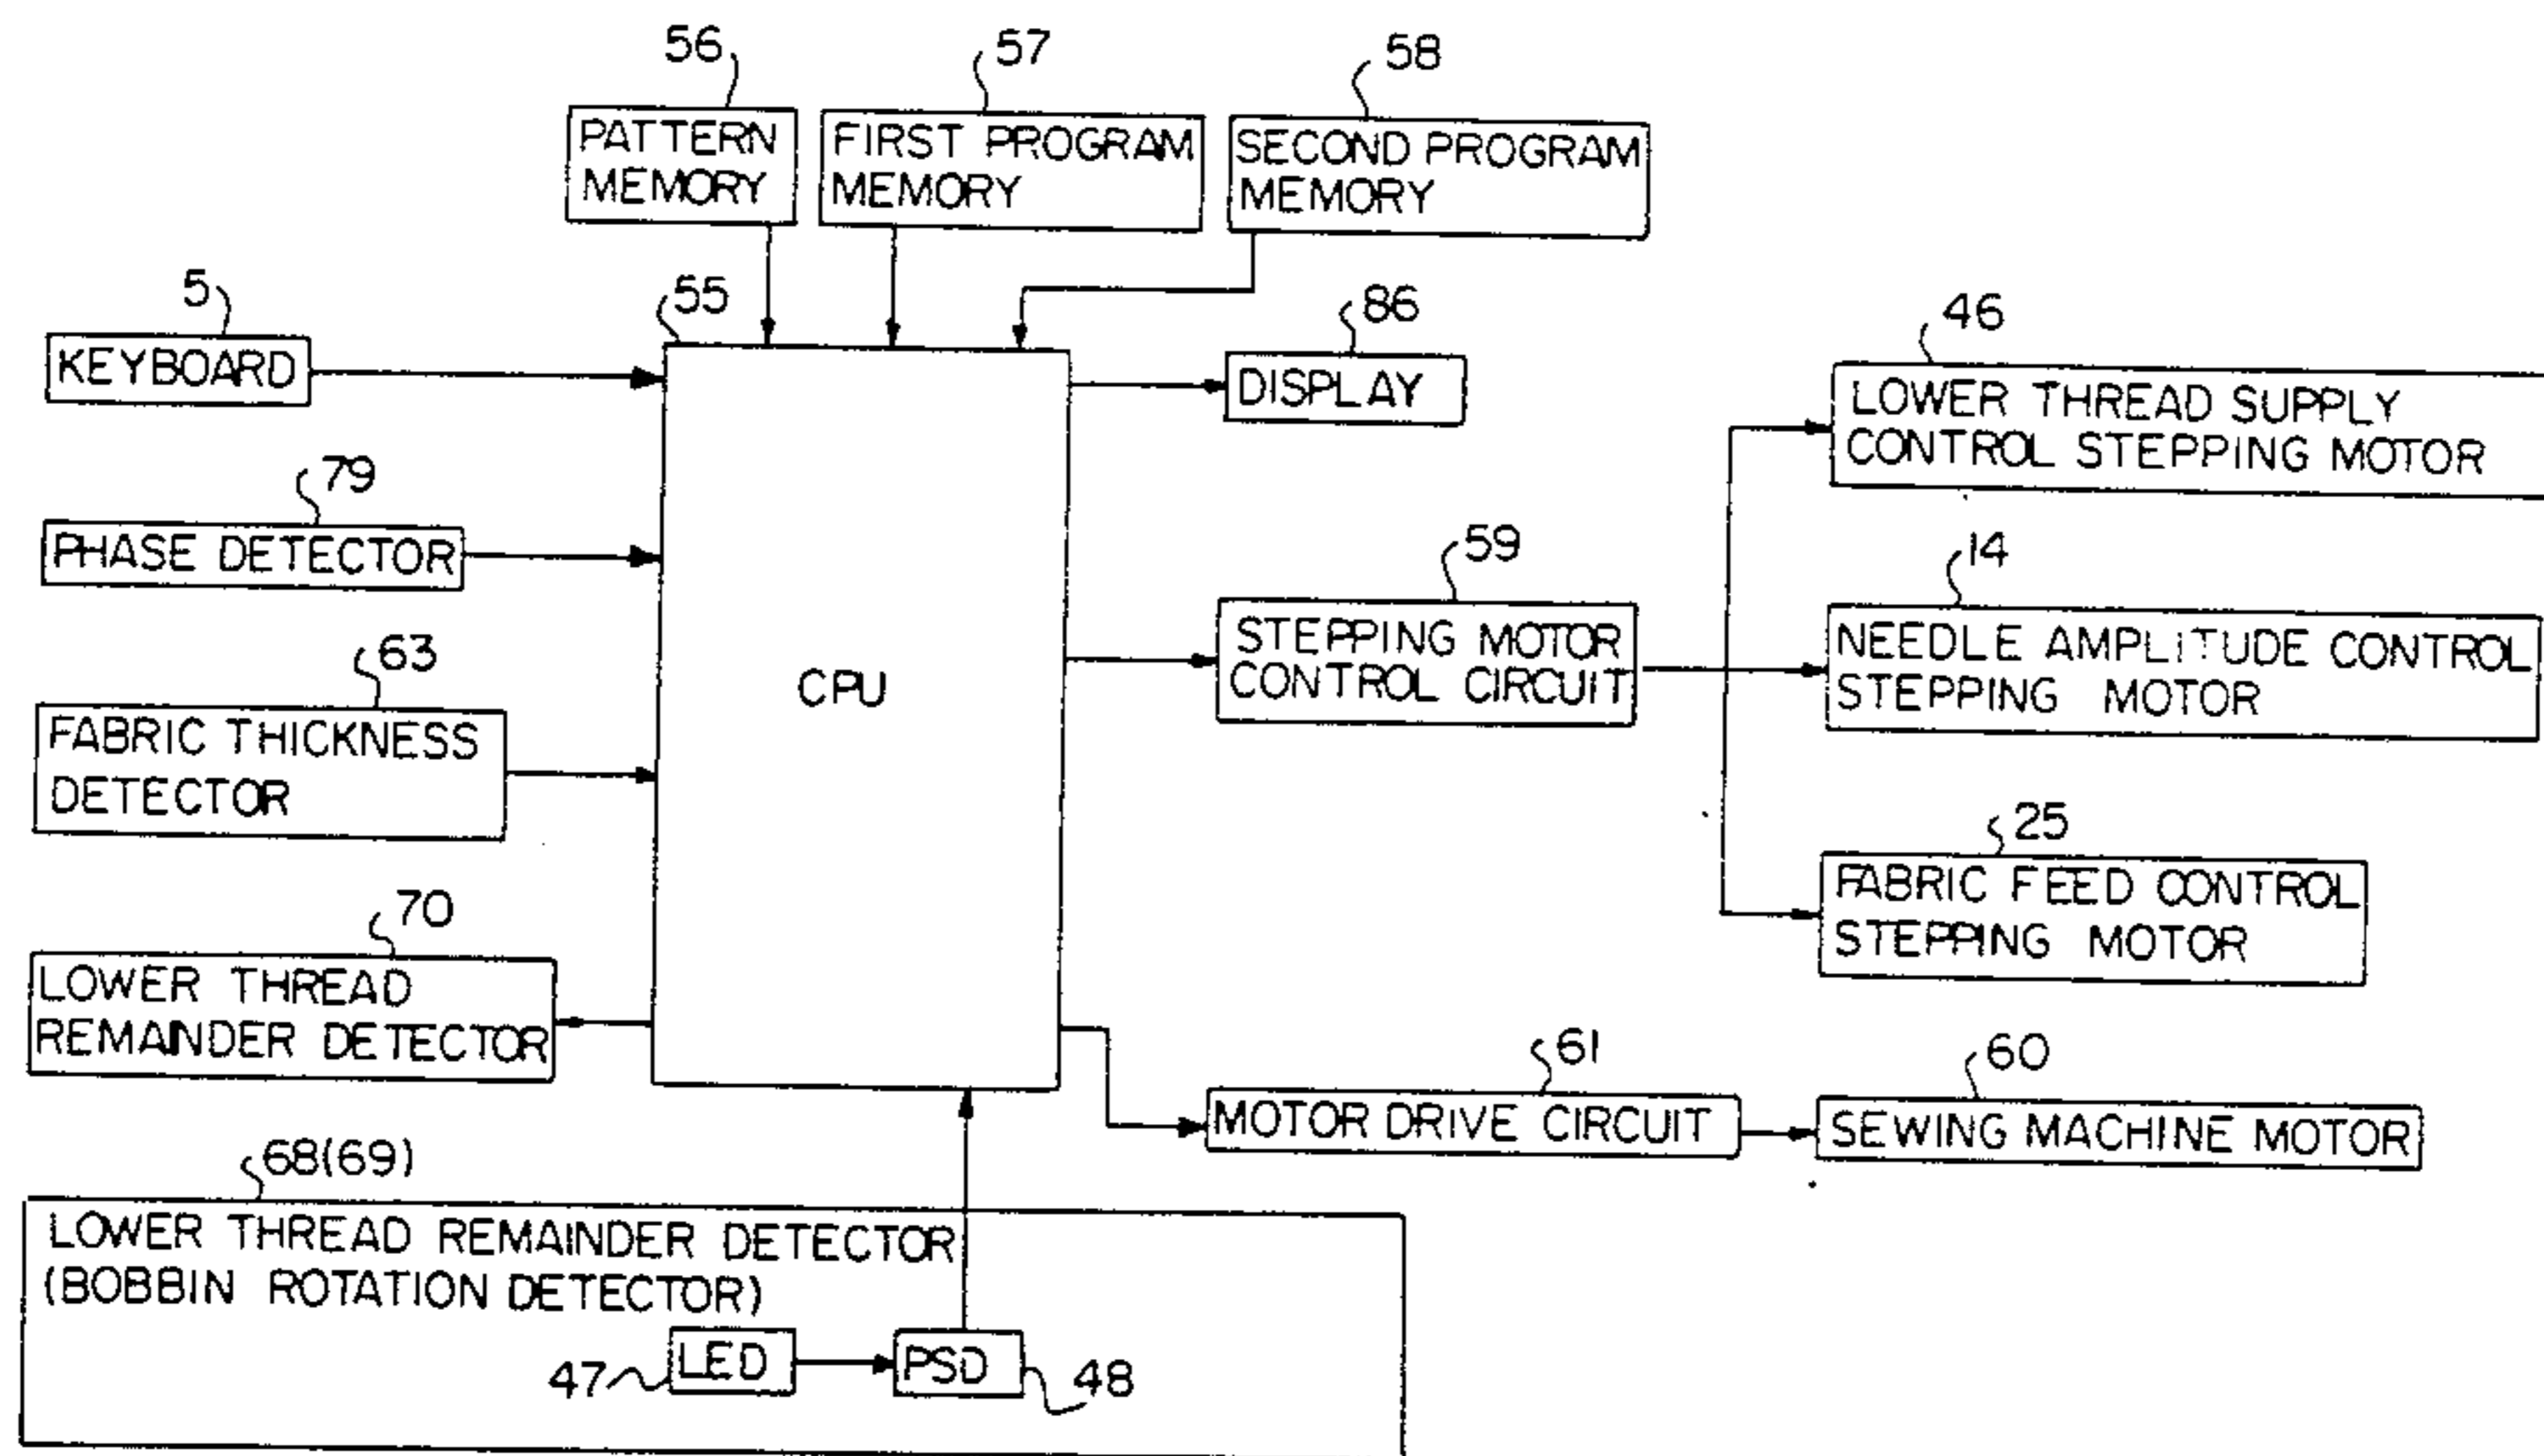 56
57
58
PATTERN
MEMORY
FIRST PROGRAM
MEMORY
SECOND PROGRAM
MEMORY
5
55
86
46
KEYBOARD
DISPLAY
LOWER THREAD SUPPLY
CONTROL STEPPING MOTOR
79
PHASE DETECTOR
59
14
STEPPING MOTOR
CONTROL CIRCUIT
NEEDLE AMPLITUDE CONTROL
STEPPING MOTOR
63
CPU
FABRIC THICKNESS
DETECTOR
25
FABRIC FEED CONTROL
STEPPING MOTOR
70
LOWER THREAD
REMAINDER DETECTOR
61
60
MOTOR DRIVE CIRCUIT
SEWING MACHINE MOTOR
68(69)
LOWER THREAD REMAINDER DETECTOR
(BOBBIN ROTATION DETECTOR)
47
LED
PSD
48